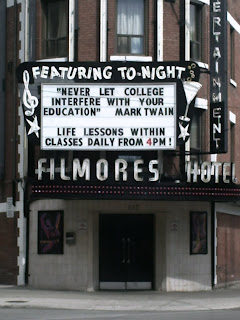 FEATURING TO-NIGHT
"NEVER LET COLLEGE
INTERFERE WITH YOUR
EDUCATION" MARK TWAIN
LIFE LESSONS WITHIN
CLASSES DAILY FROM 4PM!
FILMORES HOTEL
ERTAINMENT